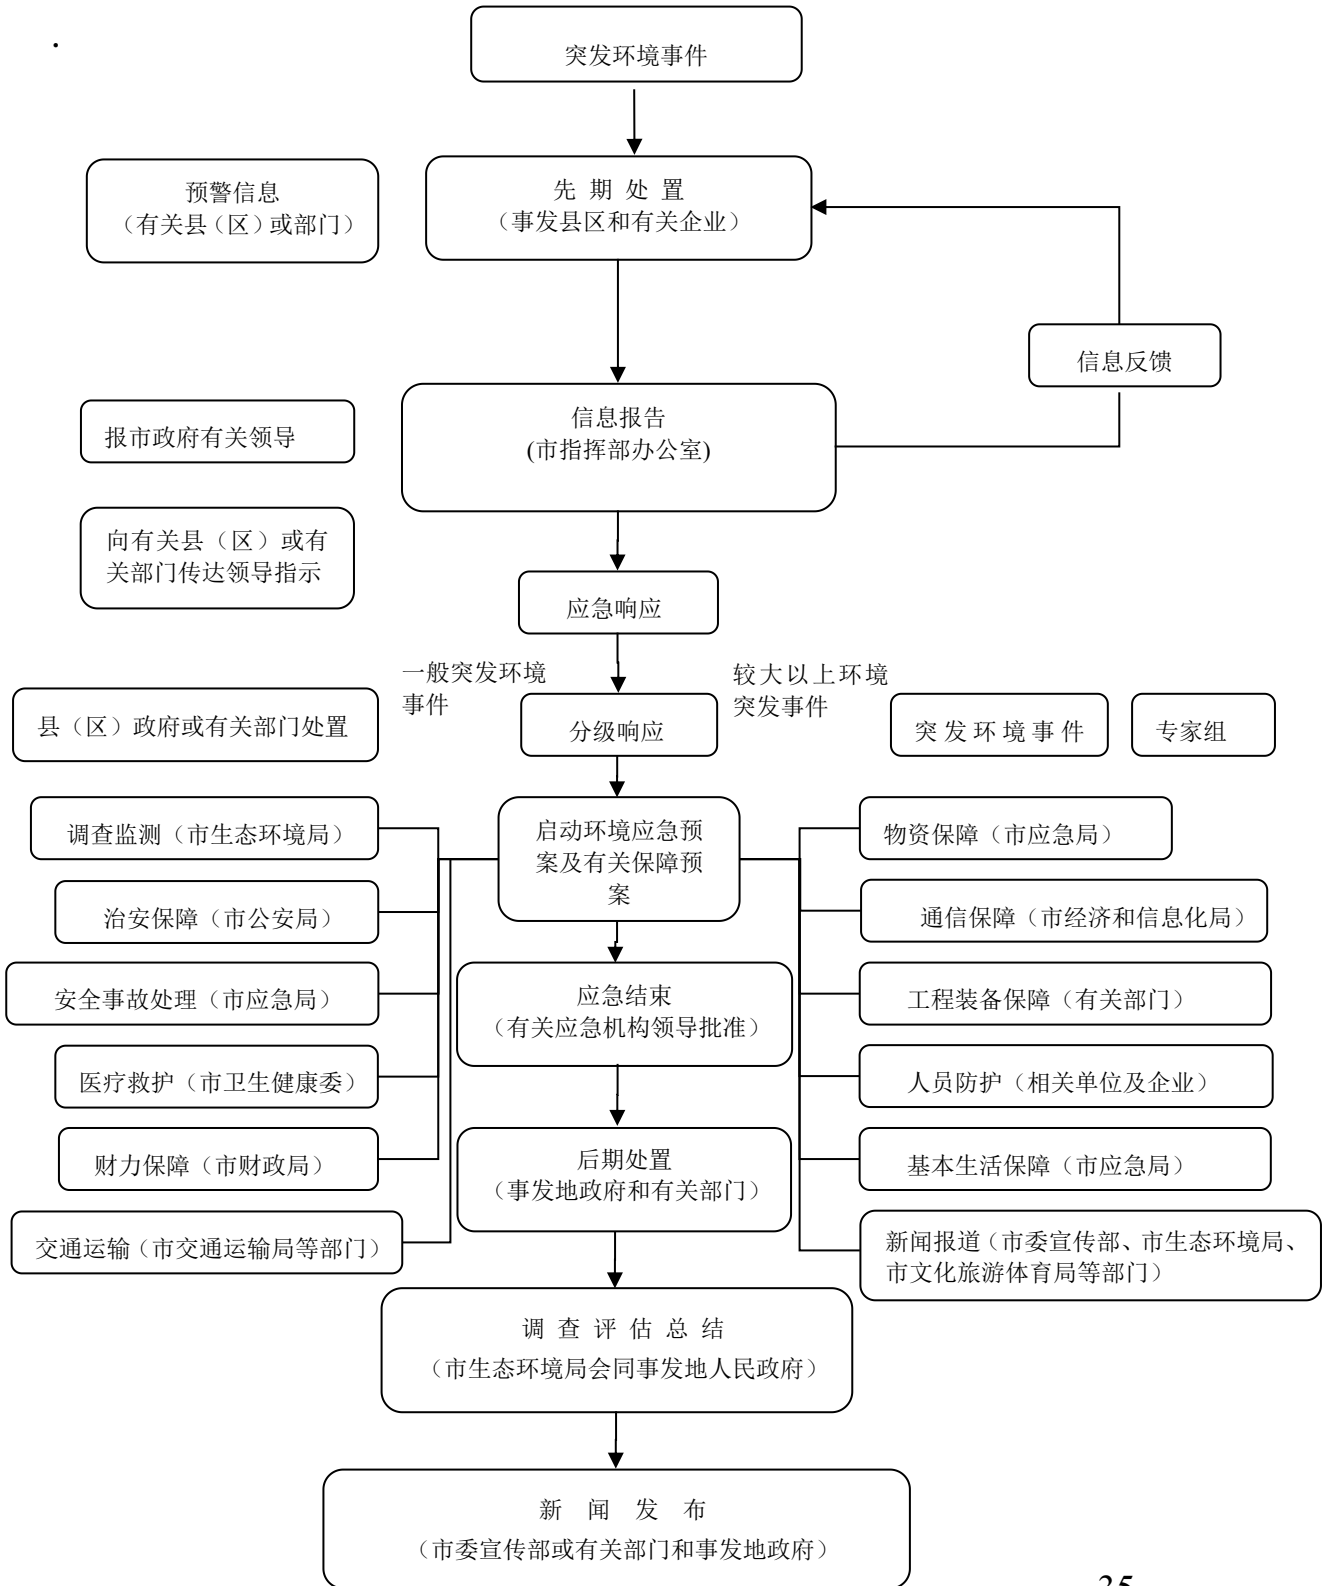 突发环境事件
预警信息
（有关县（区）或部门）
先 期 处 置
（事发县区和有关企业）
信息反馈
报市政府有关领导
信息报告
(市指挥部办公室)
向有关县（区）或有
关部门传达领导指示
应急响应
一般突发环境
事件
较大以上环境
突发事件
县（区）政府或有关部门处置
分级响应
突发环境事件
专家组
调查监测（市生态环境局）
启动环境应急预
案及有关保障预
案
物资保障（市应急局）
治安保障（市公安局）
通信保障（市经济和信息化局）
安全事故处理（市应急局）
应急结束
（有关应急机构领导批准）
工程装备保障（有关部门）
医疗救护（市卫生健康委）
人员防护（相关单位及企业）
财力保障（市财政局）
后期处置
（事发地政府和有关部门）
基本生活保障（市应急局）
交通运输（市交通运输局等部门）
新闻报道（市委宣传部、市生态环境局、
市文化旅游体育局等部门）
调 查 评 估 总 结
（市生态环境局会同事发地人民政府）
新 闻 发 布
（市委宣传部或有关部门和事发地政府）